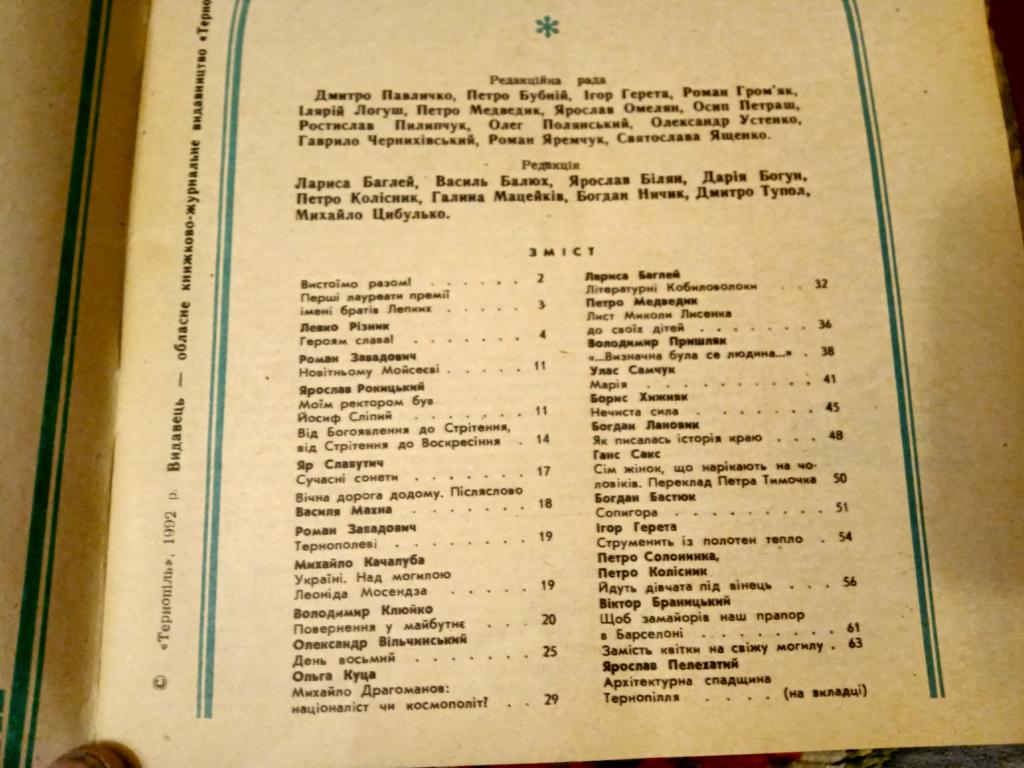 © «Тернопіль», 1992 р. Видавець — обласне книжково-журнальне видавництво «Терно
*
Редакційна рада
Дмитро Павличко, Петро Бубній, Ігор Герета, Роман Гром'як,
Ілярій Логуш, Петро Медведик, Ярослав Омелян, Осип Петраш,
Ростислав Пилипчук, Олег Полянський, Олександр Устенко,
Гаврило Чернихівський, Роман Яремчук, Святослава Ященко.
Редакція
Лариса Баглей, Василь Балюх, Ярослав Білян, Дарія Богун,
Петро Колісник, Галина Мацейків, Богдан Ничик, Дмитро Тупол,
Михайло Цибулько.
ЗМІСТ
Вистоїмо разом! . . . . . 2
Перші лауреати премії
імені братів Лепких . . . . . 3
Левко Різник
Героям слава! . . . . . . 4
Роман Завадович
Новітньому Мойсеєві . . . . . 11
Ярослав Рокицький
Моїм ректором був
Йосиф Сліпий . . . . . . 11
Від Богоявлення до Стрітення,
від Стрітення до Воскресіння . 14
Яр Славутич
Сучасні сонети . . . . . . 17
Вічна дорога додому. Післяслово
Василя Махна . . . . . . 18
Роман Завадович
Тернополеві . . . . . . . 19
Михайло Качалуба
Україні. Над могилою
Леоніда Мосендза . . . . . 19
Володимир Клюйко
Повернення у майбутнє . . . 20
Олександр Вільчинський
День восьмий . . . . . . . 25
Ольга Куца
Михайло Драгоманов:
націоналіст чи космополіт? . . 29
Лариса Баглей
Літературні Кобиловолоки . . 32
Петро Медведик
Лист Миколи Лисенка
до своїх дітей . . . . . . . 36
Володимир Пришляк
«...Визначна була се людина...» . 38
Улас Самчук
Марія . . . . . . . . . . 41
Борис Хижняк
Нечиста сила . . . . . . . 45
Богдан Лановик
Як писалась історія краю . . . 48
Ганс Сакс
Сім жінок, що нарікають на чо-
ловіків. Переклад Петра Тимочка 50
Богдан Бастюк
Сопигора . . . . . . . . 51
Ігор Герета
Струменить із полотен тепло . 54
Петро Солонинка,
Петро Колісник
Йдуть дівчата під вінець . . . 56
Віктор Браницький
Щоб замайорів наш прапор
в Барселоні . . . . . . . . 61
Замість квітки на свіжу могилу . 63
Ярослав Пелехатий
Архітектурна спадщина
Тернопілля . . . . (на вкладці)